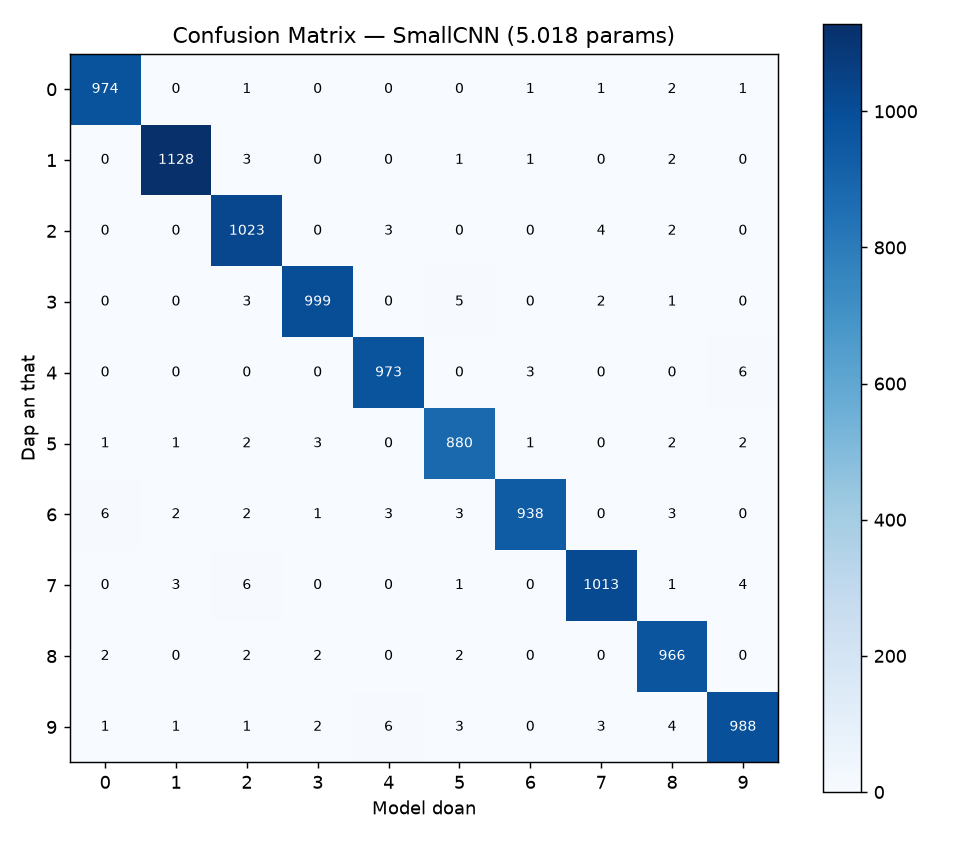 Confusion Matrix — SmallCNN (5.018 params)
0 974 0 1 0 0 0 1 1 2 1
1 0 1128 3 0 0 1 1 0 2 0
2 0 0 1023 0 3 0 0 4 2 0
3 0 0 3 999 0 5 0 2 1 0
4 0 0 0 0 973 0 3 0 0 6
5 1 1 2 3 0 880 1 0 2 2
6 6 2 2 1 3 3 938 0 3 0
7 0 3 6 0 0 1 0 1013 1 4
8 2 0 2 2 0 2 0 0 966 0
9 1 1 1 2 6 3 0 3 4 988
0 1 2 3 4 5 6 7 8 9
Model doan
Dap an that
1000
800
600
400
200
0